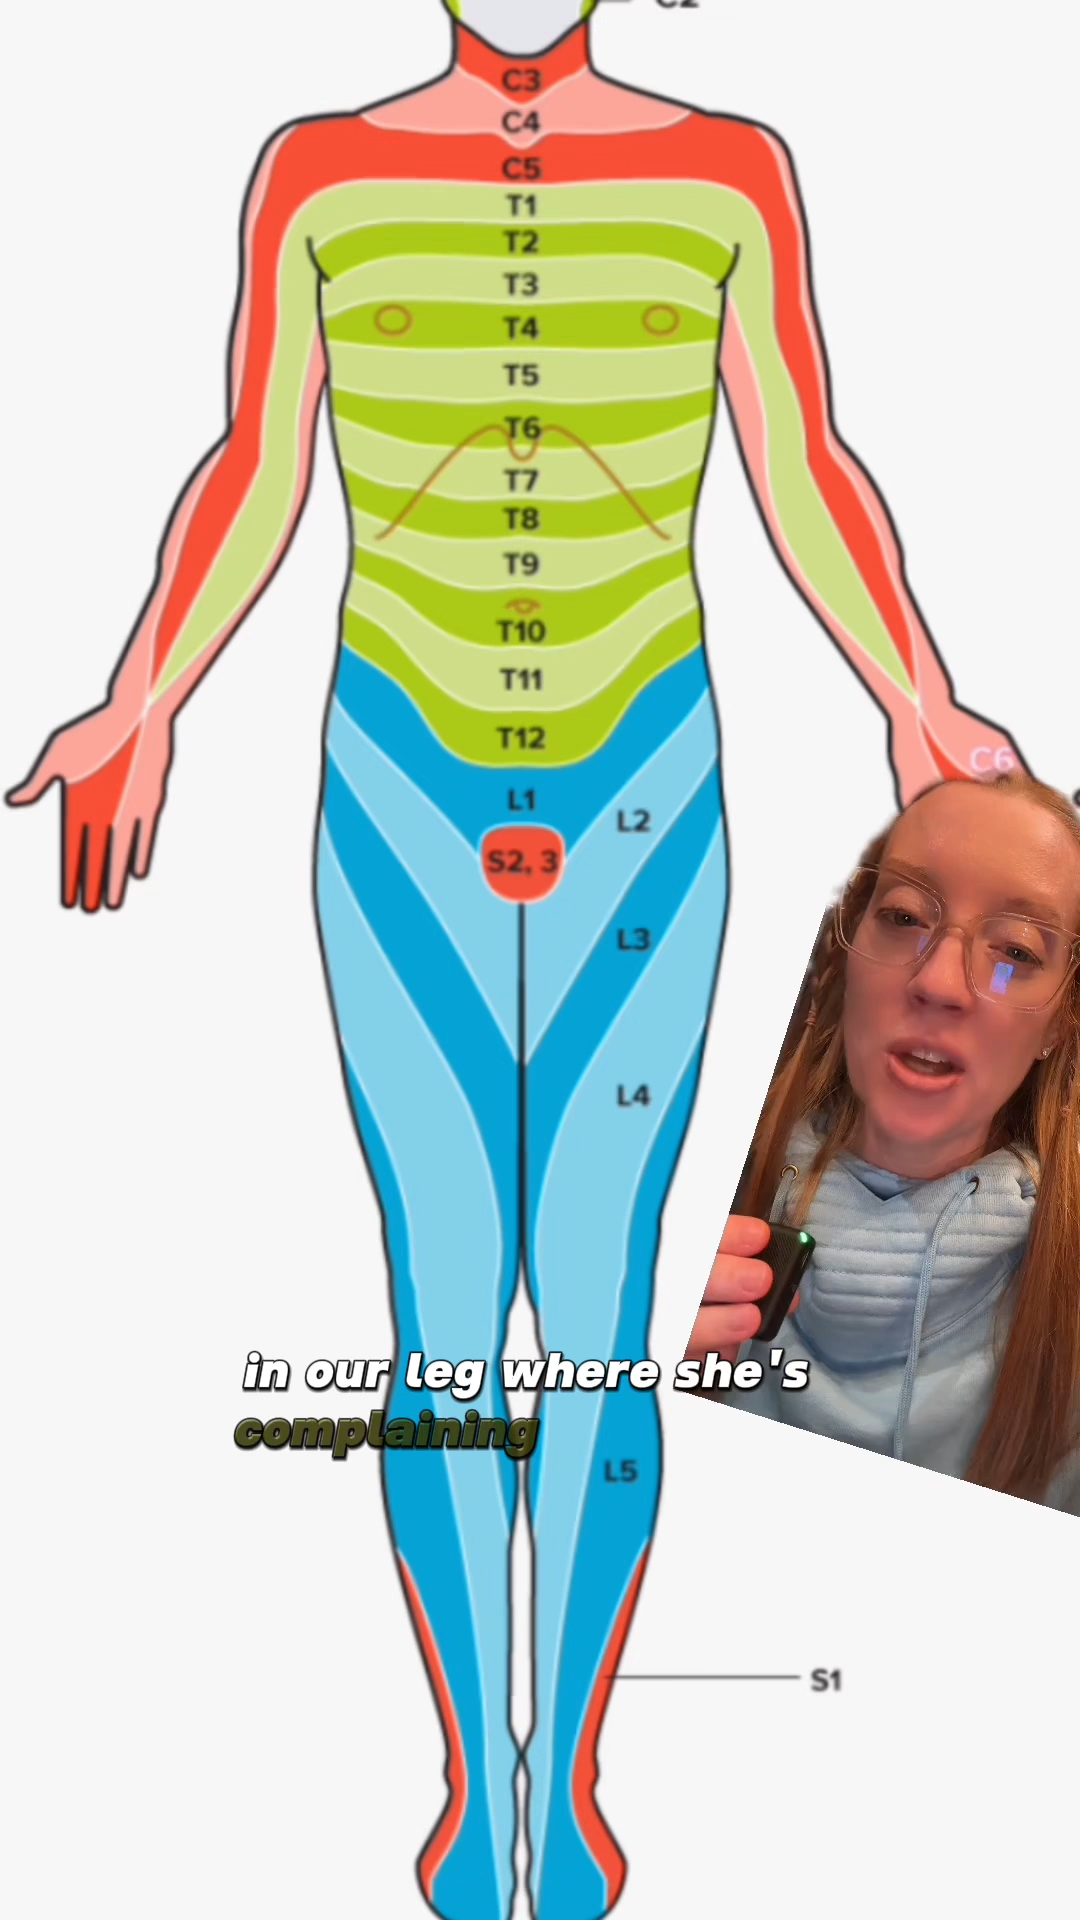 C2
C3
C4
C5
T1
T2
T3
T4
T5
T6
T7
T8
T9
T10
T11
T12
C6
L1
L2
S2, 3
L3
L4
in our leg where she's
complaining
L5
S1